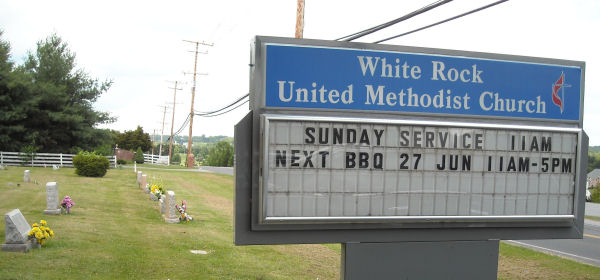 White Rock
United Methodist Church
SUNDAY SERVICE 11AM
NEXT BBQ 27 JUN 11AM-5PM